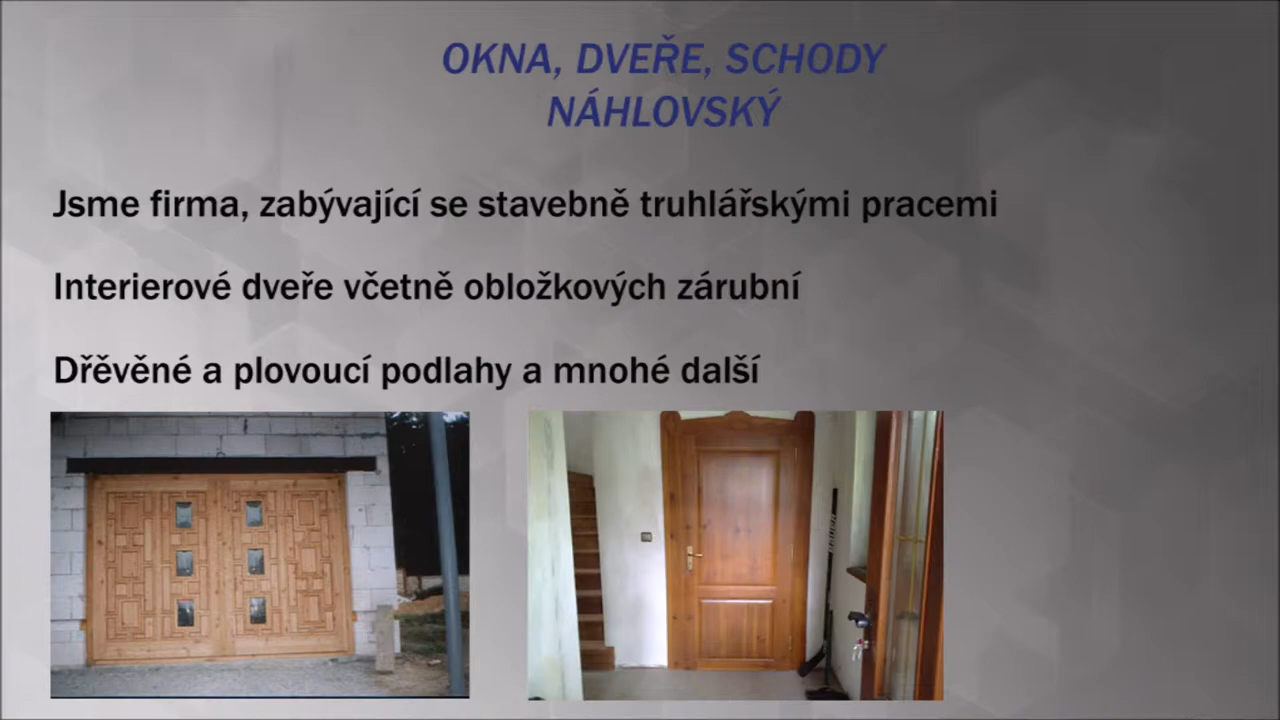 OKNA, DVEŘE, SCHODY
NÁHLOVSKÝ
Jsme firma, zabývající se stavebně truhlářskými pracemi
Interierové dveře včetně obložkových zárubní
Dřěvěné a plovoucí podlahy a mnohé další
BAUER